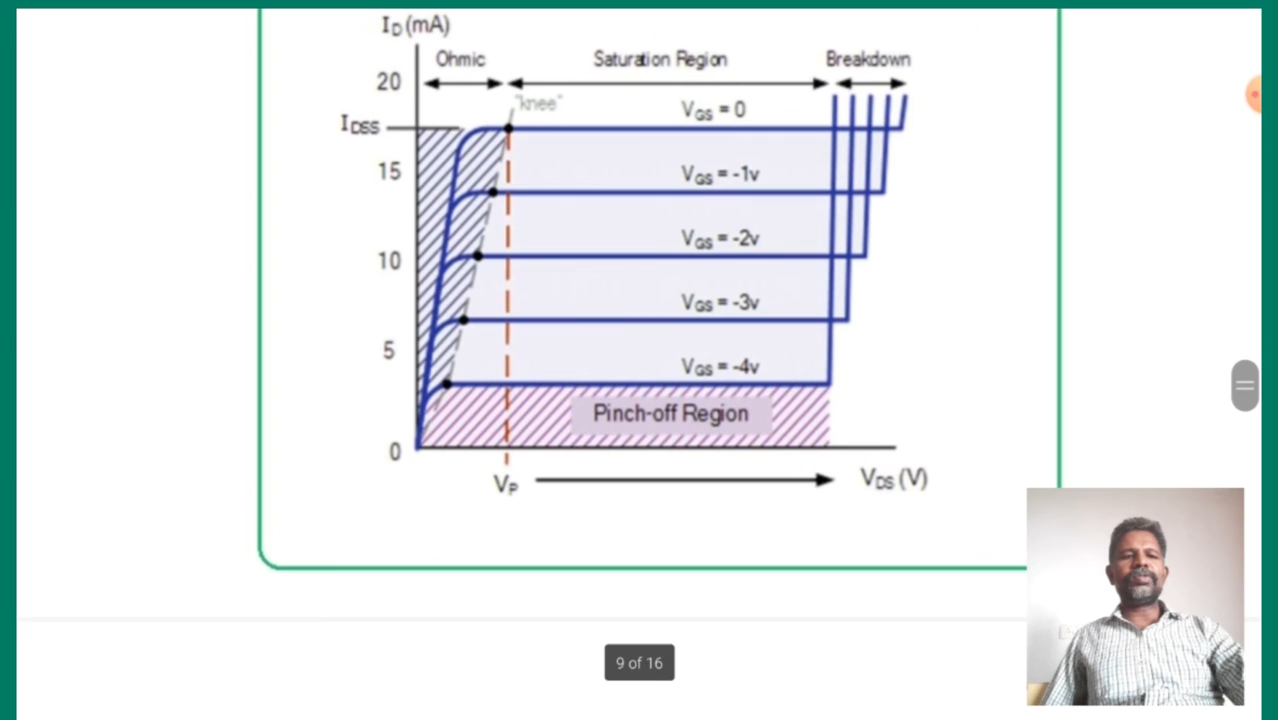 ID (mA)
Ohmic
Saturation Region
Breakdown
20
"knee"
VGS = 0
IDSS
15
VGS = -1v
VGS = -2v
10
VGS = -3v
5
VGS = -4v
Pinch-off Region
0
VP
VDS (V)
9 of 16